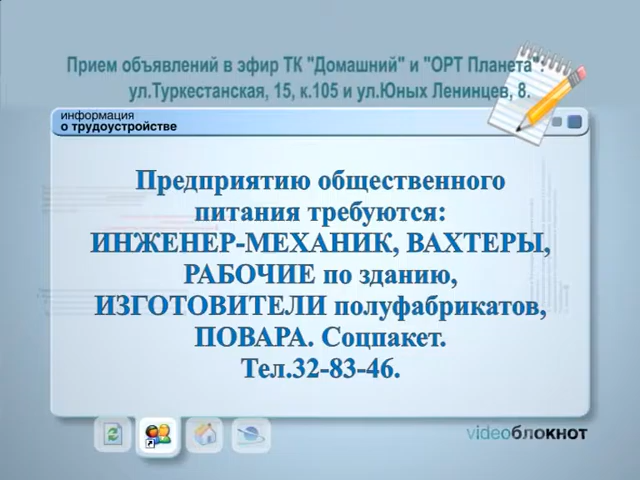 Прием объявлений в эфир ТК "Домашний" и "ОРТ Планета":
ул.Туркестанская, 15, к.105 и ул.Юных Ленинцев, 8.
информация
о трудоустройстве
Предприятию общественного
питания требуются:
ИНЖЕНЕР-МЕХАНИК, ВАХТЕРЫ,
РАБОЧИЕ по зданию,
ИЗГОТОВИТЕЛИ полуфабрикатов,
ПОВАРА. Соцпакет.
Тел.32-83-46.
videoблокнот